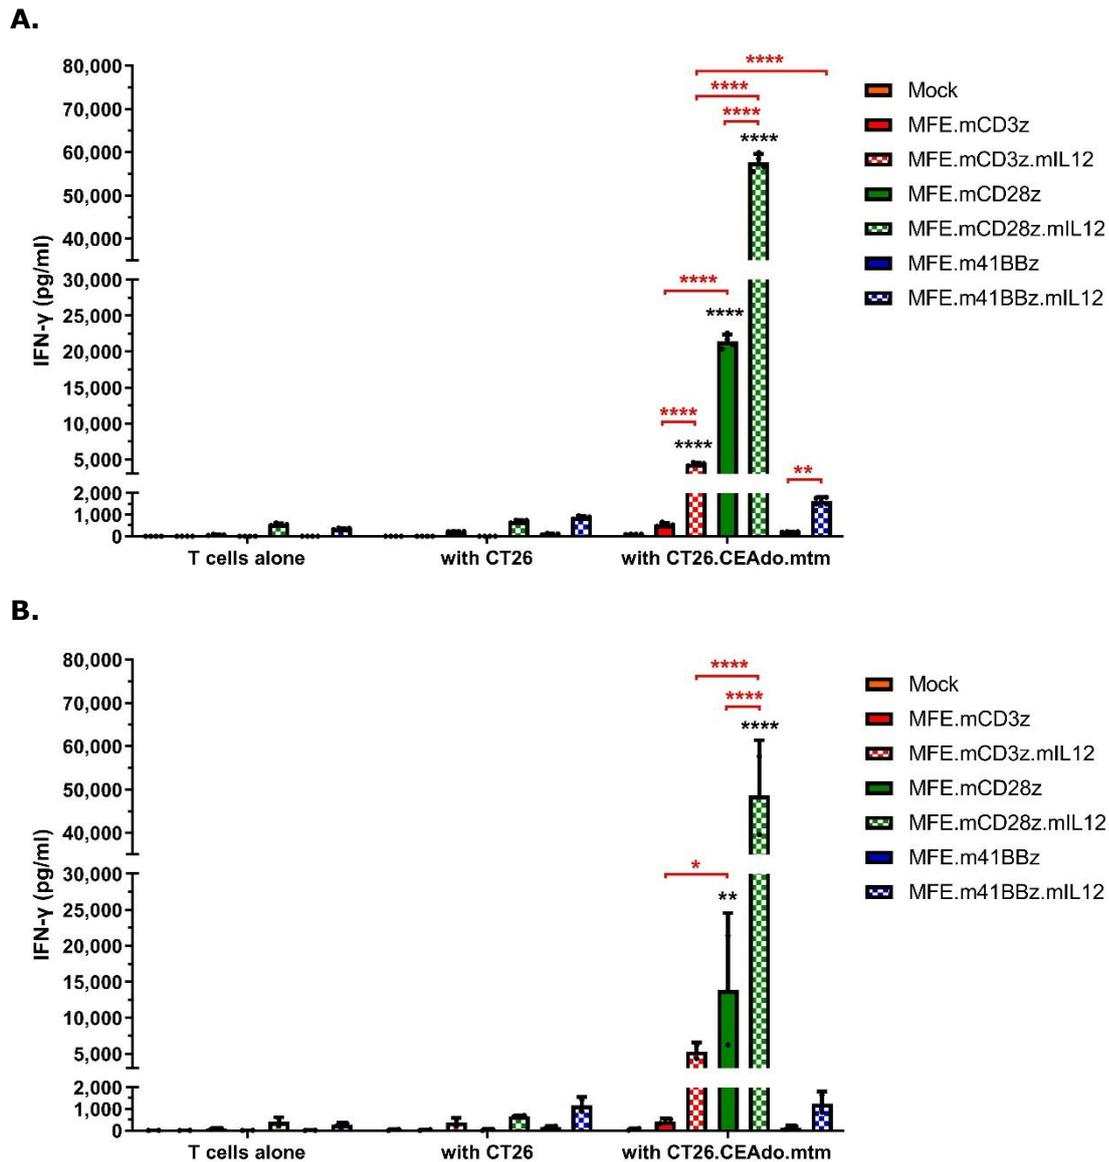 A.
****
80,000
****
Mock
70,000
****
MFE.mCD3z
60,000
****
MFE.mCD3z.mIL12
50,000
MFE.mCD28z
40,000
MFE.mCD28z.mIL12
IFN-γ (pg/ml)
30,000
****
MFE.m41BBz
25,000
****
MFE.m41BBz.mIL12
20,000
15,000
10,000
****
5,000
****
**
2,000
1,000
0
T cells alone with CT26 with CT26.CEAdo.mtm
B.
80,000
****
Mock
70,000
****
MFE.mCD3z
60,000
****
MFE.mCD3z.mIL12
50,000
MFE.mCD28z
40,000
MFE.mCD28z.mIL12
IFN-γ (pg/ml)
30,000
*
MFE.m41BBz
25,000
**
MFE.m41BBz.mIL12
20,000
15,000
10,000
5,000
2,000
1,000
0
T cells alone with CT26 with CT26.CEAdo.mtm